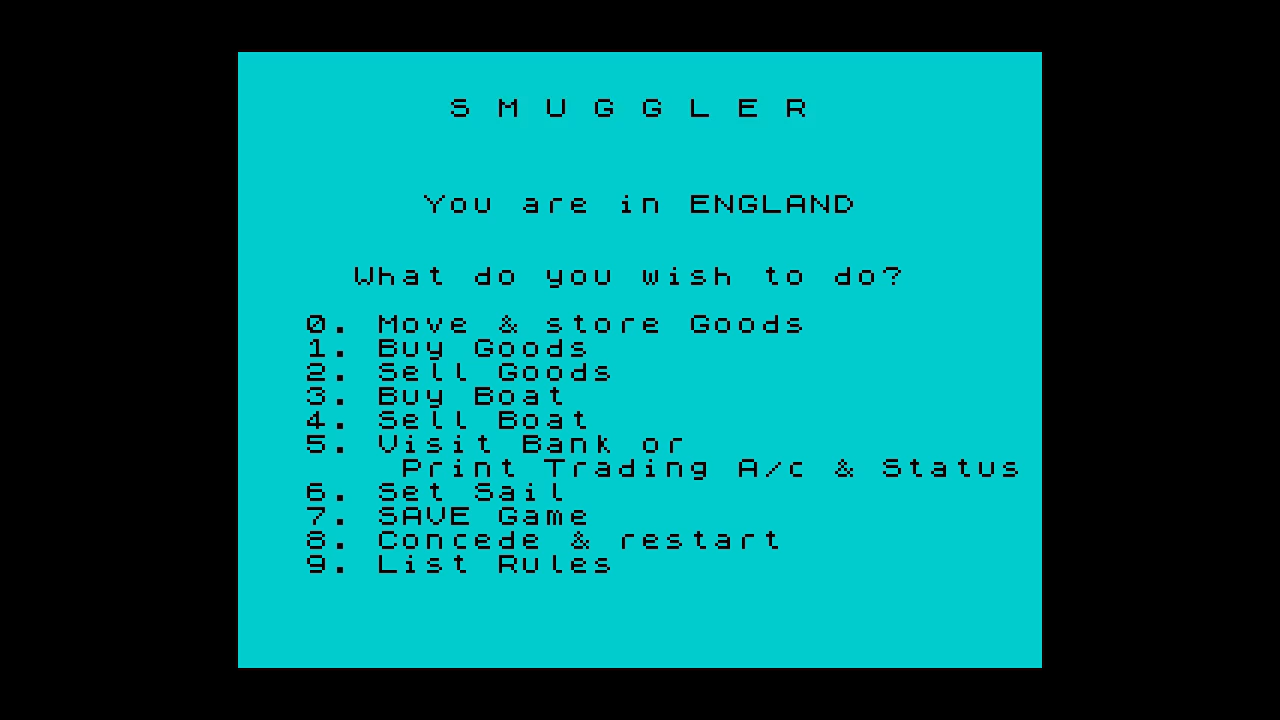 S M U G G L E R
You are in ENGLAND
What do you wish to do?
0. Move & store Goods
1. Buy Goods
2. Sell Goods
3. Buy Boat
4. Sell Boat
5. Visit Bank or
Print Trading A/c & Status
6. Set Sail
7. SAVE Game
8. Concede & restart
9. List Rules